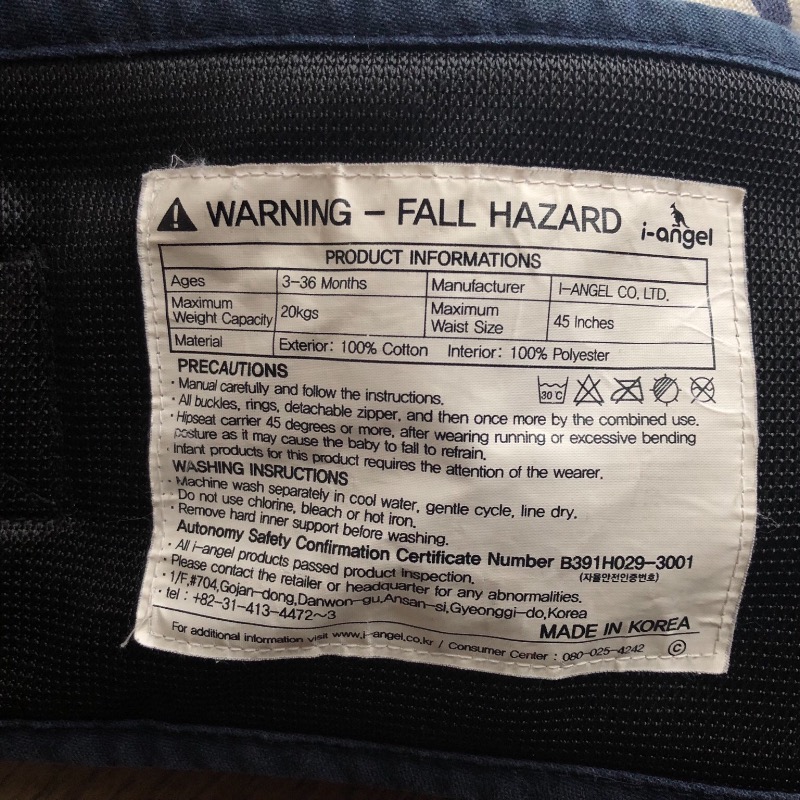 WARNING - FALL HAZARD i-angel
PRODUCT INFORMATIONS
Ages 3-36 Months Manufacturer I-ANGEL CO. LTD.
Maximum Weight Capacity 20kgs Maximum Waist Size 45 Inches
Material Exterior: 100% Cotton Interior: 100% Polyester
PRECAUTIONS
30℃
· Manual carefully and follow the instructions.
· All buckles, rings, detachable zipper, and then once more by the combined use.
· Hipseat carrier 45 degrees or more, after wearing running or excessive bending
posture as it may cause the baby to fall to refrain.
· Infant products for this product requires the attention of the wearer.
WASHING INSRUCTIONS
· Machine wash separately in cool water, gentle cycle, line dry.
Do not use chlorine, bleach or hot iron.
· Remove hard inner support before washing.
Autonomy Safety Confirmation Certificate Number B391H029-3001
(자율안전인증번호)
· All i-angel products passed product inspection.
· Please contact the retailer or headquarter for any abnormalities.
· 1/F,#704,Gojan-dong,Danwon-gu,Ansan-si,Gyeonggi-do,Korea
· tel : +82-31-413-4472~3
MADE IN KOREA
For additional information visit www.i-angel.co.kr / Consumer Center : 080-025-4242 ©